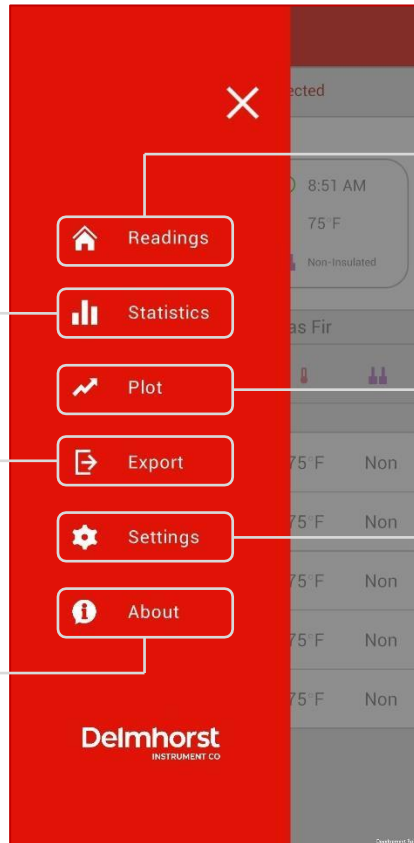 ected
8:51 AM
75°F
Non-Insulated
as Fir
Readings
Statistics
Plot
Export
75°F Non
Settings
75°F Non
75°F Non
About
75°F Non
75°F Non
Delmhorst
INSTRUMENT CO